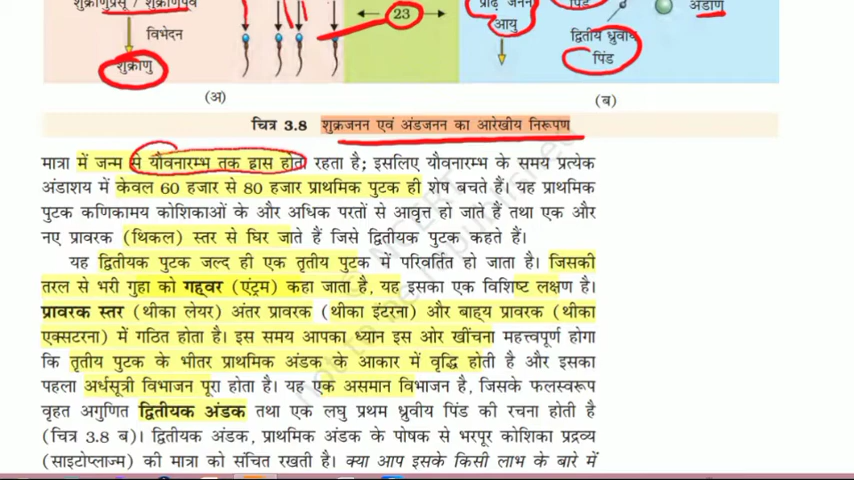 शुक्राणुप्रसू / शुक्राणुपूर्व
विभेदन
शुक्राणु
(अ)
23
प्रौढ़ जनन
आयु
पिंड
अंडाणु
द्वितीय ध्रुवीय
पिंड
(ब)
चित्र 3.8 शुक्रजनन एवं अंडजनन का आरेखीय निरूपण
मात्रा में जन्म से यौवनारम्भ तक ह्रास होता रहता है; इसलिए यौवनारम्भ के समय प्रत्येक
अंडाशय में केवल 60 हजार से 80 हजार प्राथमिक पुटक ही शेष बचते हैं। यह प्राथमिक
पुटक कणिकामय कोशिकाओं के और अधिक परतों से आवृत्त हो जाते हैं तथा एक और
नए प्रावरक (थिकल) स्तर से घिर जाते हैं जिसे द्वितीयक पुटक कहते हैं।
यह द्वितीयक पुटक जल्द ही एक तृतीय पुटक में परिवर्तित हो जाता है। जिसकी
तरल से भरी गुहा को गह्वर (एंट्रम) कहा जाता है, यह इसका एक विशिष्ट लक्षण है।
प्रावरक स्तर (थीका लेयर) अंतर प्रावरक (थीका इंटरना) और बाह्य प्रावरक (थीका
एक्सटरना) में गठित होता है। इस समय आपका ध्यान इस ओर खींचना महत्त्वपूर्ण होगा
कि तृतीय पुटक के भीतर प्राथमिक अंडक के आकार में वृद्धि होती है और इसका
पहला अर्धसूत्री विभाजन पूरा होता है। यह एक असमान विभाजन है, जिसके फलस्वरूप
वृहत अगुणित द्वितीयक अंडक तथा एक लघु प्रथम ध्रुवीय पिंड की रचना होती है
(चित्र 3.8 ब)। द्वितीयक अंडक, प्राथमिक अंडक के पोषक से भरपूर कोशिका प्रद्रव्य
(साइटोप्लाज्म) की मात्रा को संचित रखती है। क्या आप इसके किसी लाभ के बारे में